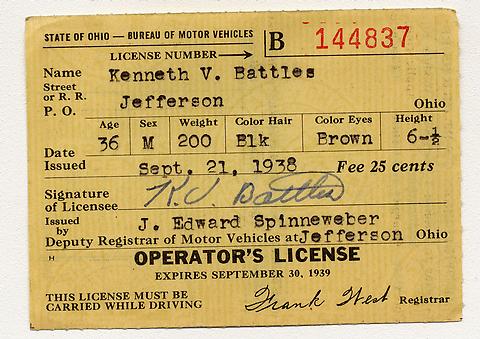 STATE OF OHIO — BUREAU OF MOTOR VEHICLES
LICENSE NUMBER B 144837
Name Kenneth V. Battles
Street
or R. R.
P. O. Jefferson Ohio
Age Sex Weight Color Hair Color Eyes Height
36 M 200 Blk Brown 6-½
Date
Issued Sept. 21, 1938 Fee 25 cents
Signature
of Licensee K. V. Battles
Issued
by J. Edward Spinneweber
Deputy Registrar of Motor Vehicles at Jefferson Ohio
H OPERATOR'S LICENSE
EXPIRES SEPTEMBER 30, 1939
THIS LICENSE MUST BE
CARRIED WHILE DRIVING
Frank West Registrar